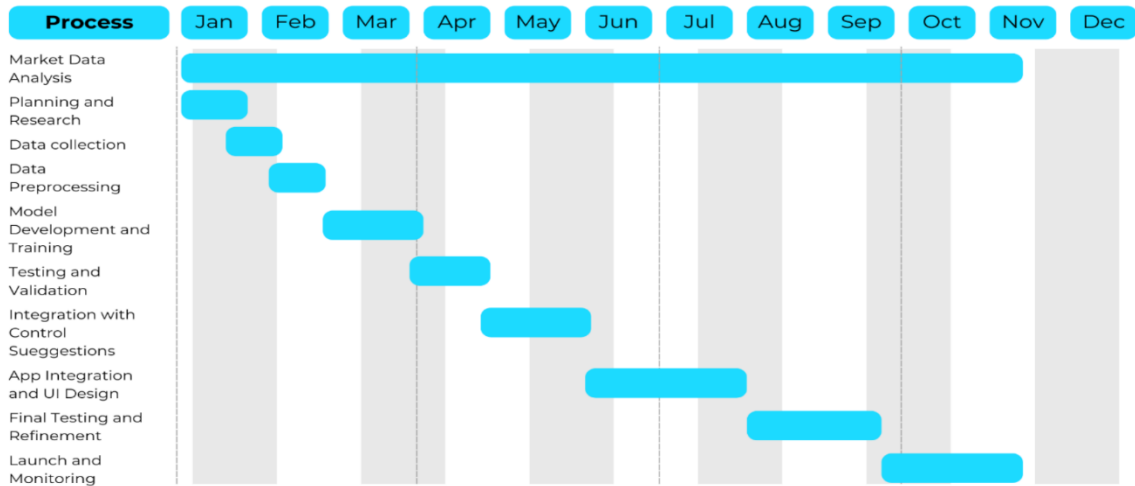 Process Jan Feb Mar Apr May Jun Jul Aug Sep Oct Nov Dec
Market Data
Analysis
Planning and
Research
Data collection
Data
Preprocessing
Model
Development and
Training
Testing and
Validation
Integration with
Control
Sueggestions
App Integration
and UI Design
Final Testing and
Refinement
Launch and
Monitoring